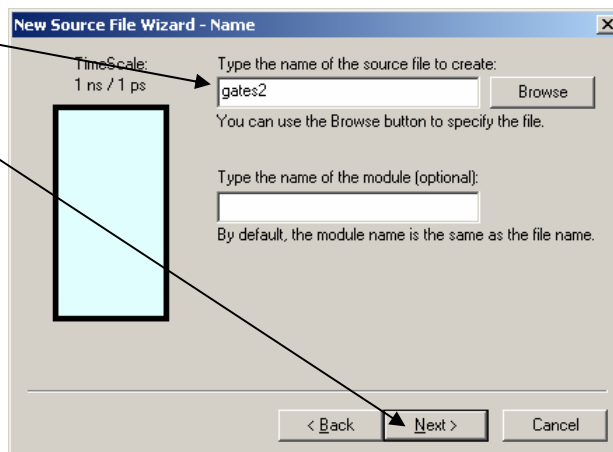 New Source File Wizard - Name
TimeScale:
1 ns / 1 ps
Type the name of the source file to create:
gates2
Browse
You can use the Browse button to specify the file.
Type the name of the module (optional):
By default, the module name is the same as the file name.
< Back
Next >
Cancel